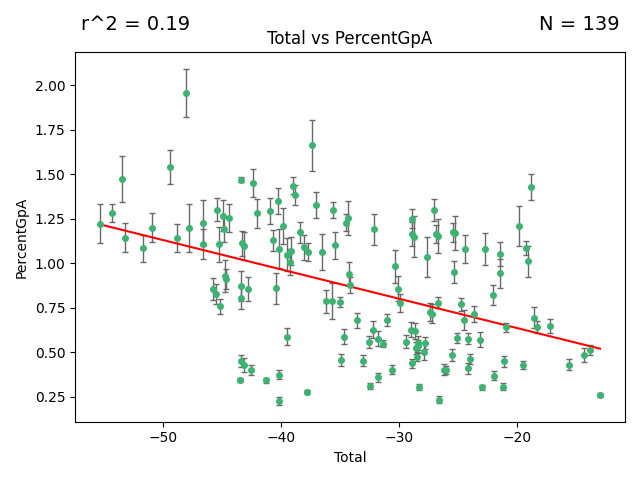 r^2 = 0.19
N = 139
Total vs PercentGpA
PercentGpA
2.00
1.75
1.50
1.25
1.00
0.75
0.50
0.25
−50
−40
−30
−20
Total